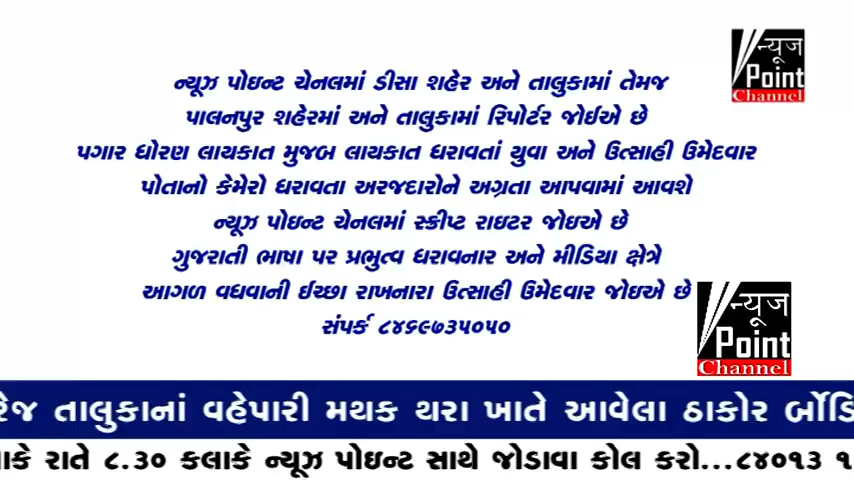 ન્યૂઝ પોઇન્ટ ચેનલમાં ડીસા શહેર અને તાલુકામાં તેમજ
પાલનપુર શહેરમાં અને તાલુકામાં રિપોર્ટર જોઈએ છે
પગાર ધોરણ લાયકાત મુજબ લાયકાત ધરાવતાં યુવા અને ઉત્સાહી ઉમેદવાર
પોતાનો કેમેરો ધરાવતા અરજદારોને અગ્રતા આપવામાં આવશે
ન્યૂઝ પોઇન્ટ ચેનલમાં સ્ક્રીપ્ટ રાઇટર જોઇએ છે
ગુજરાતી ભાષા પર પ્રભુત્વ ધરાવનાર અને મીડિયા ક્ષેત્રે
આગળ વધવાની ઈચ્છા રાખનારા ઉત્સાહી ઉમેદવાર જોઇએ છે
સંપર્ક ૮૪૬૯૭૩૫૦૫૦
न्यूज
Point
Channel
न्यूज
Point
Channel
રેજ તાલુકાનાં વહેપારી મથક થરા ખાતે આવેલા ઠાકોર બોંડિ
કે રાતે ૮.૩૦ કલાકે ન્યૂઝ પોઇન્ટ સાથે જોડાવા કોલ કરો...૮૪૦૧૩ ૧